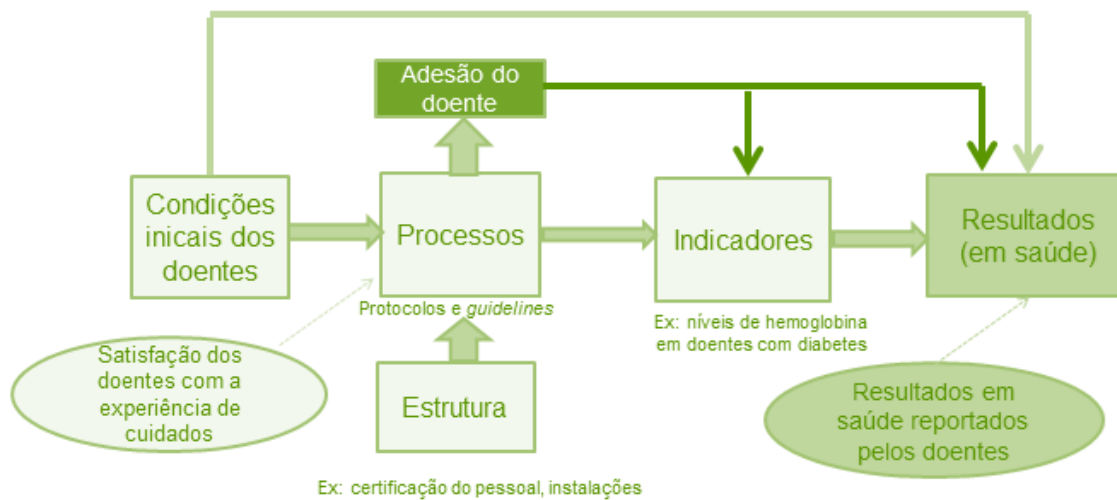 Adesão do
doente
Condições
inicais dos
doentes
Processos
Indicadores
Resultados
(em saúde)
Protocolos e guidelines
Ex: níveis de hemoglobina
em doentes com diabetes
Satisfação dos
doentes com a
experiência de
cuidados
Estrutura
Resultados em
saúde reportados
pelos doentes
Ex: certificação do pessoal, instalações